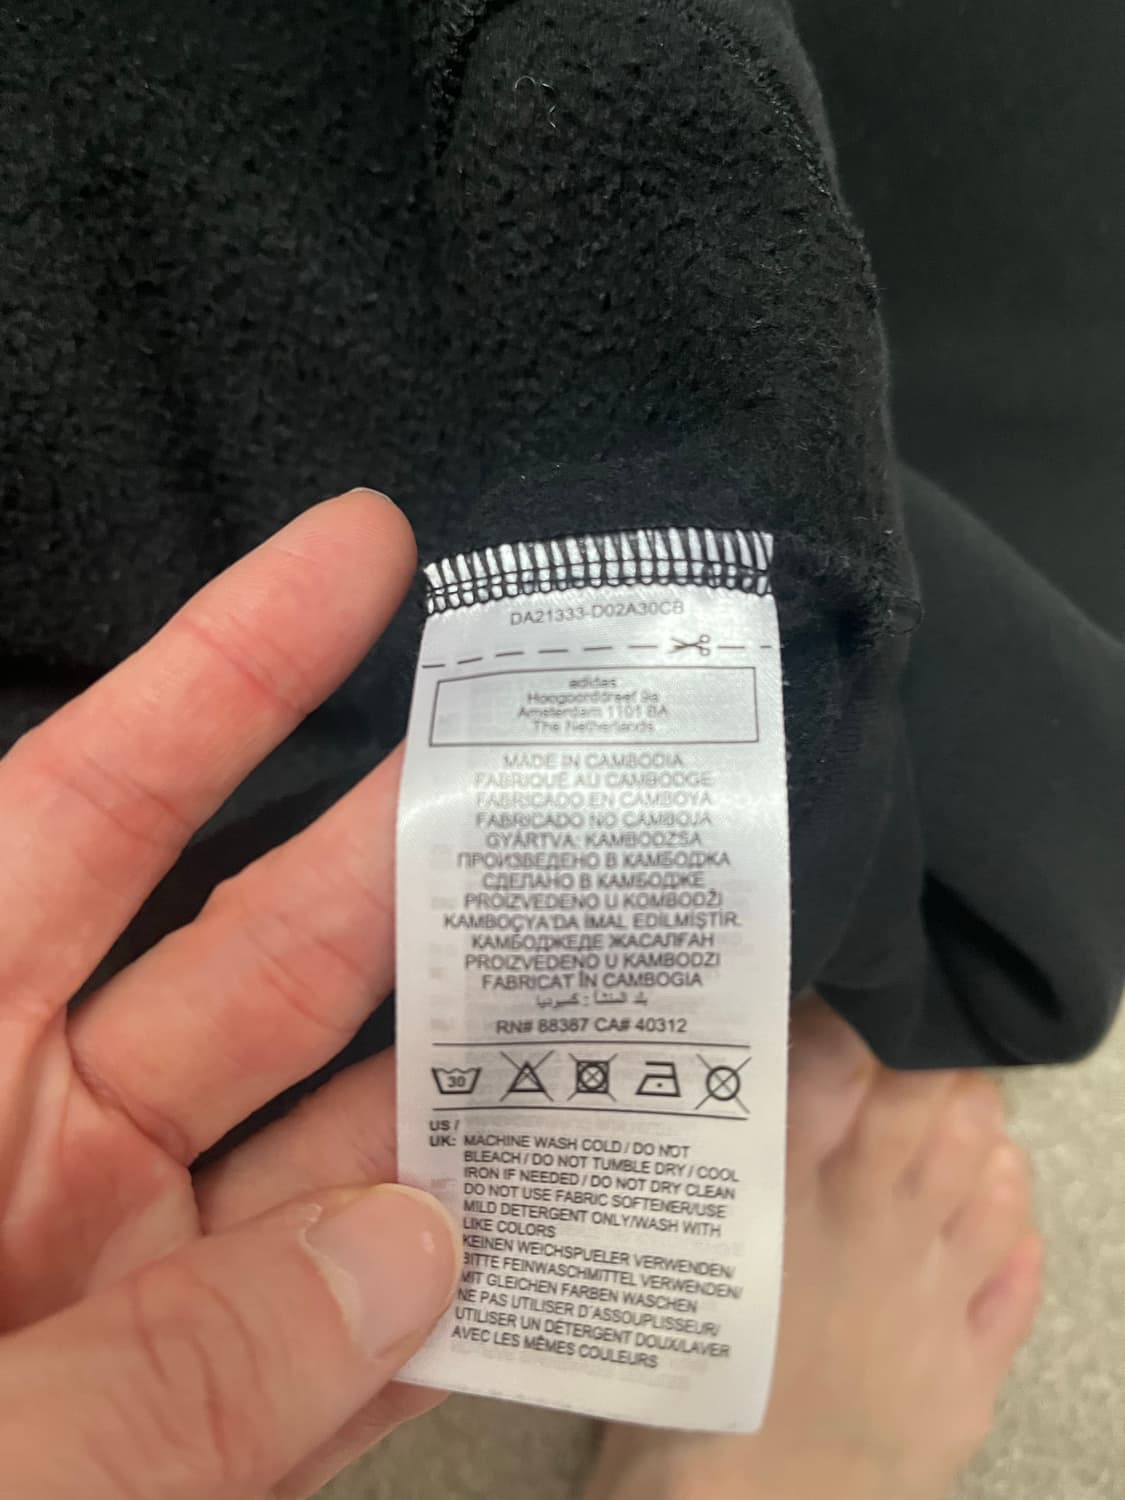 DA21333-D02A30CB
adidas
Hoogoorddreef 9a
Amsterdam 1101 BA
The Netherlands
MADE IN CAMBODIA
FABRIQUÉ AU CAMBODGE
FABRICADO EN CAMBOYA
FABRICADO NO CAMBOJA
GYÁRTVA: KAMBODZSA
ПРОИЗВЕДЕНО В КАМБОДЖА
СДЕЛАНО В КАМБОДЖЕ
PROIZVEDENO U KOMBODŽI
KAMBOÇYA'DA İMAL EDİLMİŞTİR.
КАМБОДЖЕДЕ ЖАСАЛҒАН
PROIZVEDENO U KAMBODZI
FABRICAT ÎN CAMBOGIA
RN# 88387 CA# 40312
30
US /
UK: MACHINE WASH COLD / DO NOT
BLEACH / DO NOT TUMBLE DRY / COOL
IRON IF NEEDED / DO NOT DRY CLEAN
DO NOT USE FABRIC SOFTENER/USE
MILD DETERGENT ONLY/WASH WITH
LIKE COLORS
KEINEN WEICHSPUELER VERWENDEN/
BITTE FEINWASCHMITTEL VERWENDEN/
MIT GLEICHEN FARBEN WASCHEN
NE PAS UTILISER D'ASSOUPLISSEUR/
UTILISER UN DÉTERGENT DOUX/LAVER
AVEC LES MÊMES COULEURS